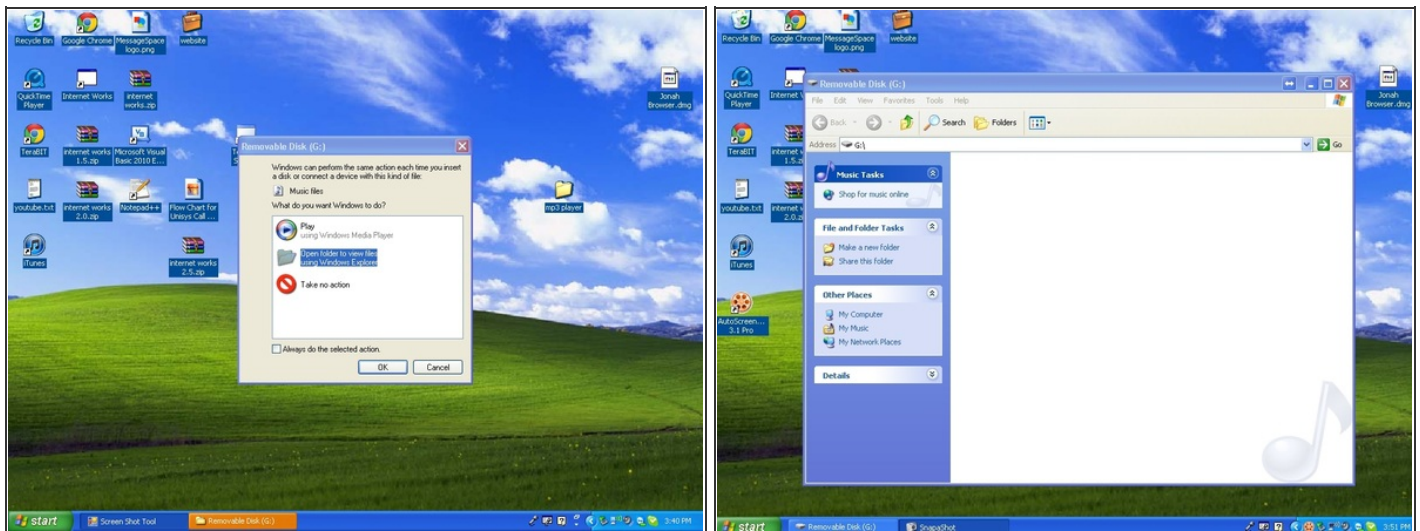 Recycle Bin
Google Chrome
MessageSpace
logo.png
website
QuickTime
Player
Internet Works
internet
works.zip
Jonah
Browser.dmg
TeraBIT
internet works
1.5.zip
Microsoft Visual
Basic 2010 E...
youtube.txt
internet works
2.0.zip
Notepad++
Flow Chart for
Unisys Call ...
mp3 player
iTunes
internet works
2.5.zip
Removable Disk (G:)
Windows can perform the same action each time you insert
a disk or connect a device with this kind of file:
Music files
What do you want Windows to do?
Play
using Windows Media Player
Open folder to view files
using Windows Explorer
Take no action
Always do the selected action.
OK Cancel
start Screen Shot Tool Removable Disk (G:) 3:40 PM
Recycle Bin
Google Chrome
MessageSpace
logo.png
website
QuickTime
Player
Internet
Jonah
Browser.dmg
TeraBIT
internet
1.5.z
youtube.txt
internet
2.0.z
iTunes
AutoScreen...
3.1 Pro
Removable Disk (G:)
File Edit View Favorites Tools Help
Back Search Folders
Address G:\ Go
Music Tasks
Shop for music online
File and Folder Tasks
Make a new folder
Share this folder
Other Places
My Computer
My Music
My Network Places
Details
start Removable Disk (G:) SnapaShot 3:51 PM